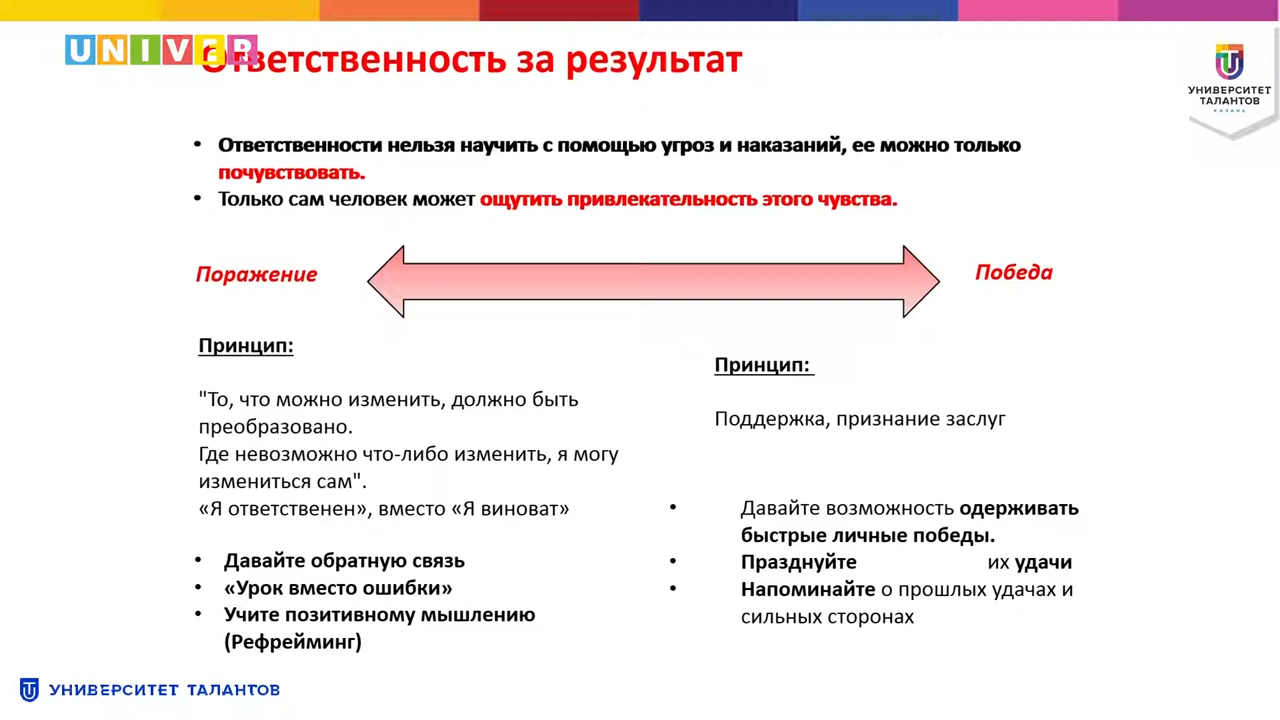 UNIVER
Ответственность за результат
УНИВЕРСИТЕТ
ТАЛАНТОВ
КАЗАНЬ
• Ответственности нельзя научить с помощью угроз и наказаний, ее можно только
почувствовать.
• Только сам человек может ощутить привлекательность этого чувства.
Поражение
Победа
Принцип:
"То, что можно изменить, должно быть
преобразовано.
Где невозможно что-либо изменить, я могу
измениться сам".
«Я ответственен», вместо «Я виноват»
• Давайте обратную связь
• «Урок вместо ошибки»
• Учите позитивному мышлению
(Рефрейминг)
Принцип:
Поддержка, признание заслуг
• Давайте возможность одерживать
быстрые личные победы.
• Празднуйте их удачи
• Напоминайте о прошлых удачах и
сильных сторонах
УНИВЕРСИТЕТ ТАЛАНТОВ